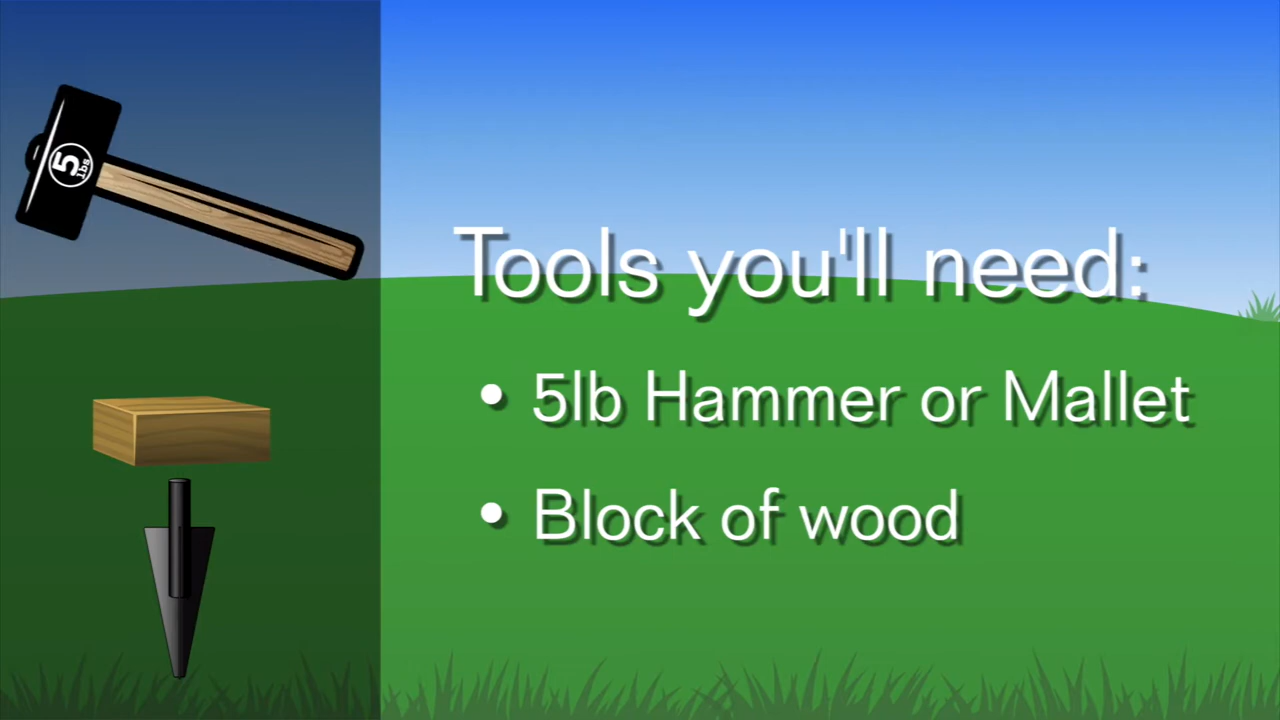 5
lbs
Tools you'll need:
• 5lb Hammer or Mallet
• Block of wood